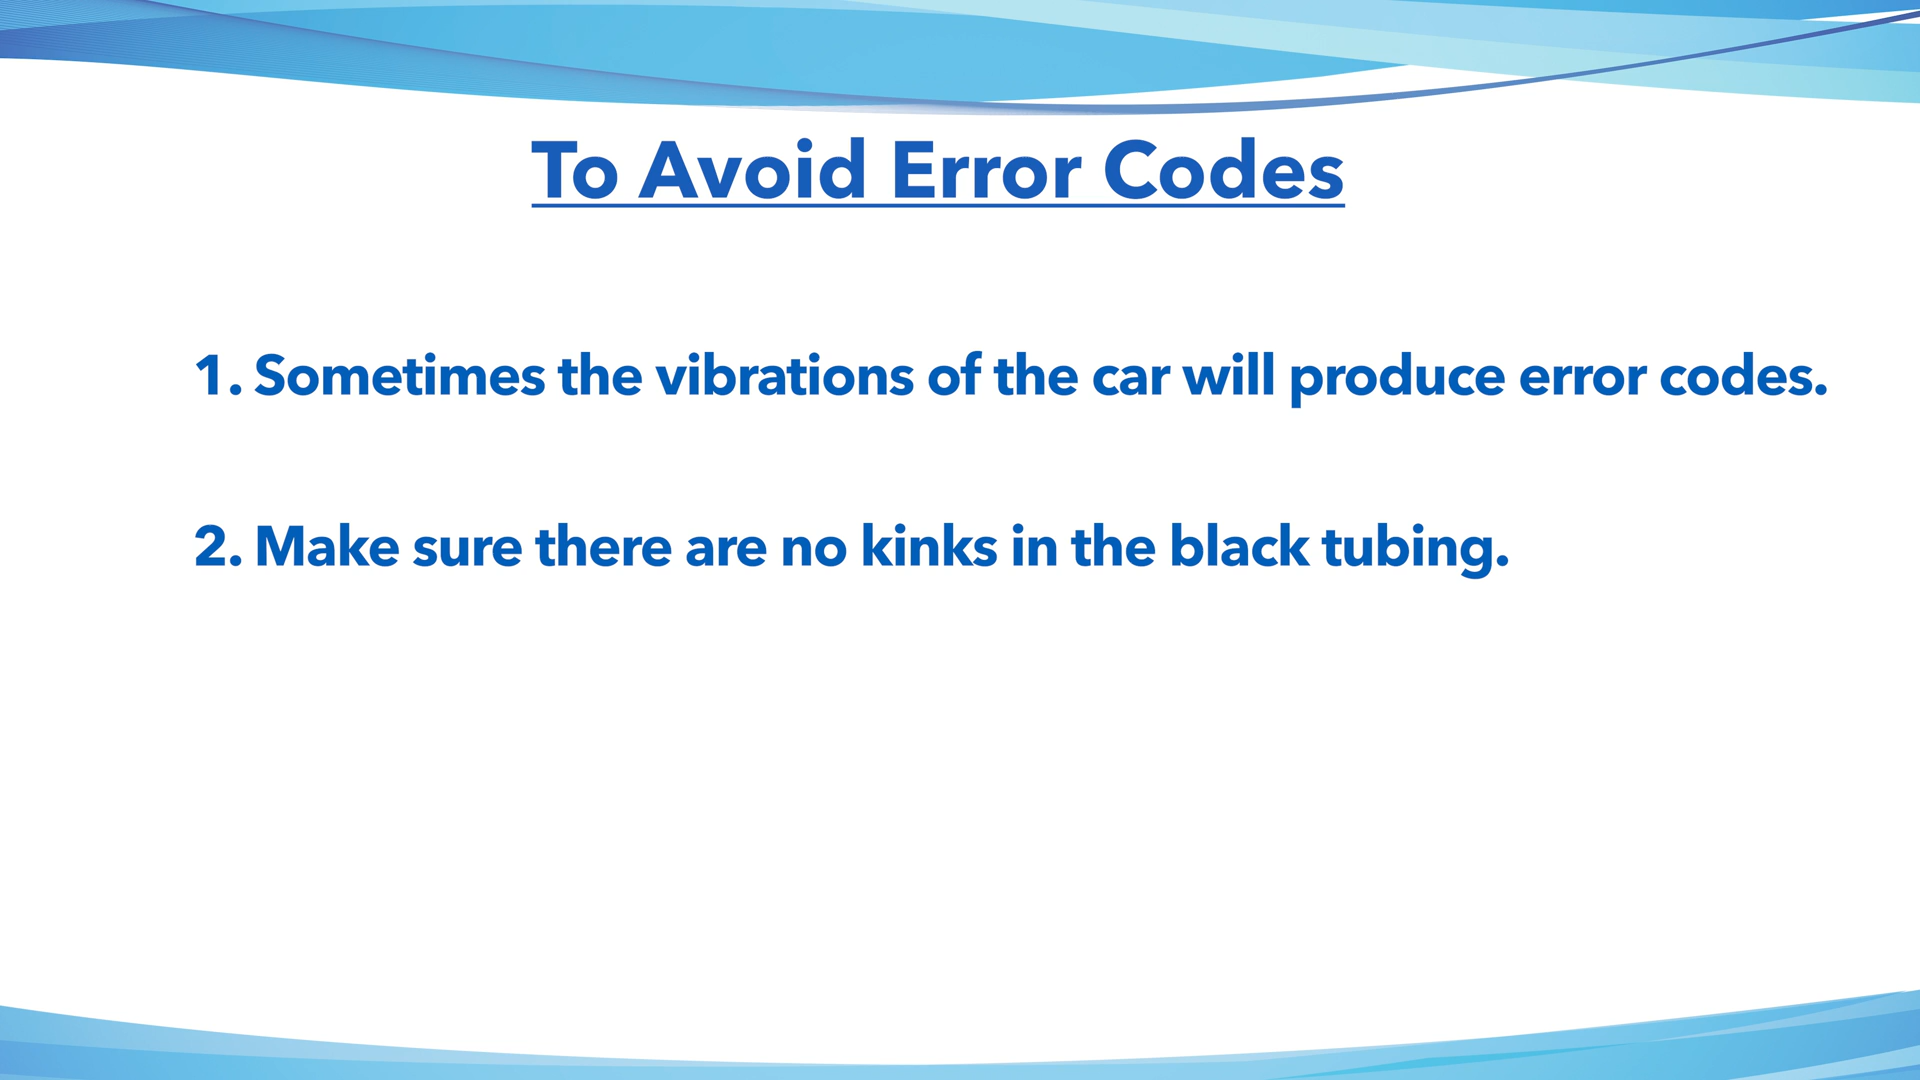 To Avoid Error Codes
1. Sometimes the vibrations of the car will produce error codes.
2. Make sure there are no kinks in the black tubing.